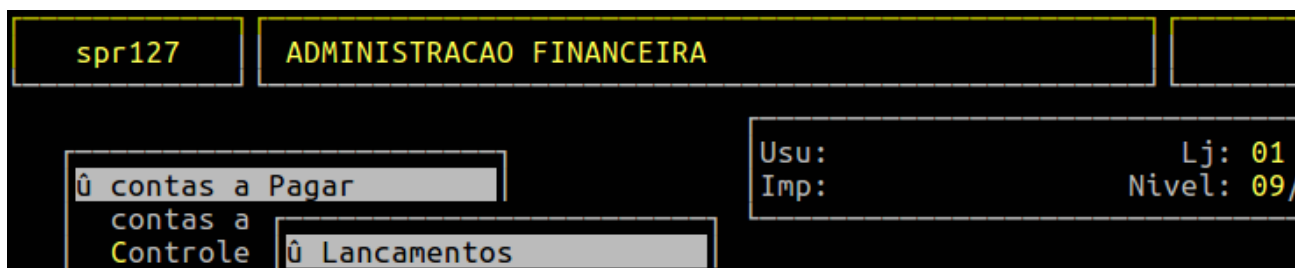 spr127 ADMINISTRACAO FINANCEIRA
Usu: Lj: 01
û contas a Pagar Imp: Nivel: 09/
contas a
Controle û Lancamentos